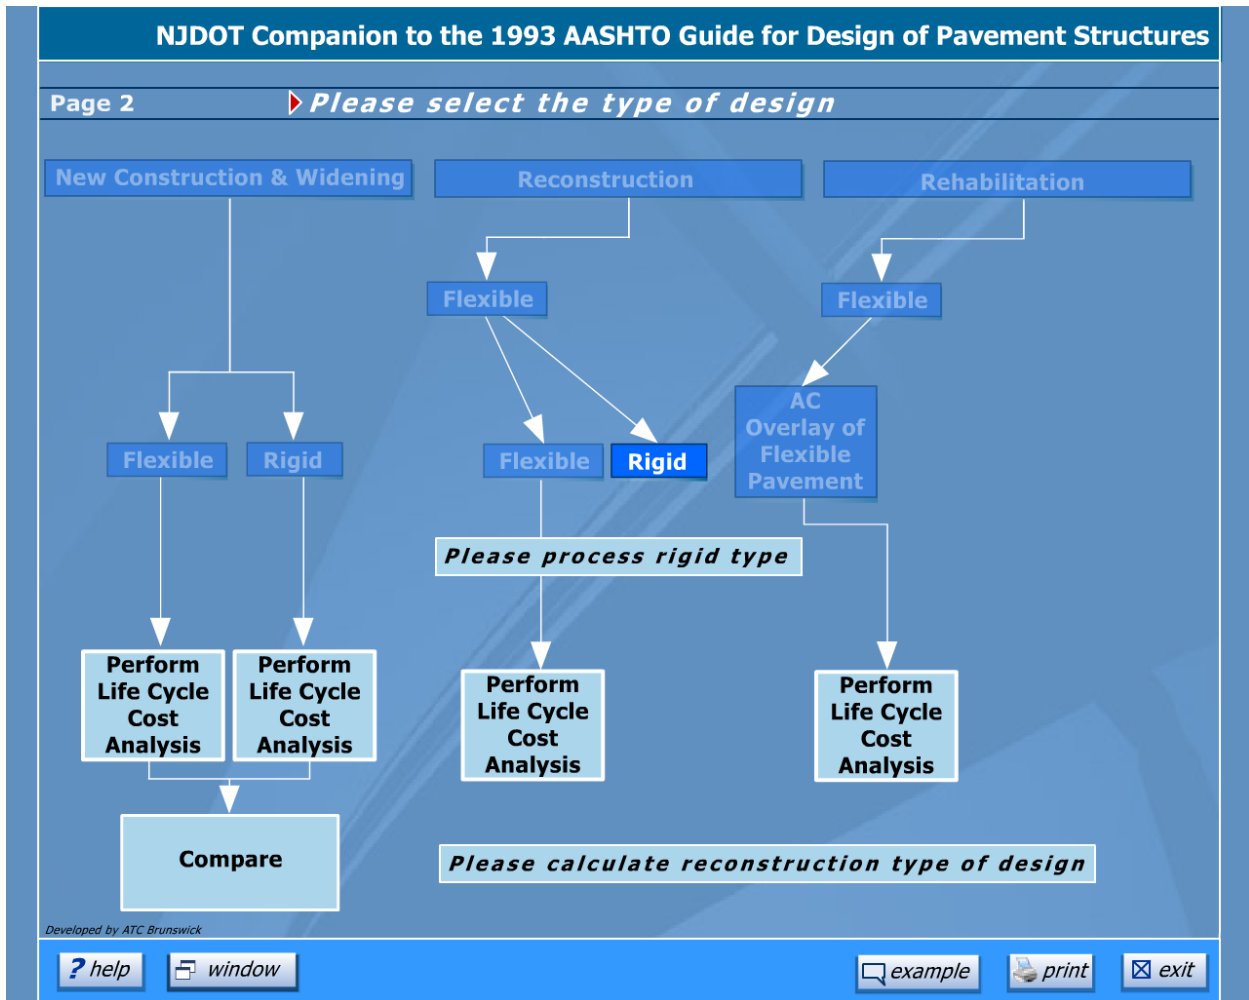 NJDOT Companion to the 1993 AASHTO Guide for Design of Pavement Structures
Page 2
Please select the type of design
New Construction & Widening
Reconstruction
Rehabilitation
Flexible
Flexible
AC
Overlay of
Flexible
Pavement
Flexible
Rigid
Flexible
Rigid
Please process rigid type
Perform
Life Cycle
Cost
Analysis
Perform
Life Cycle
Cost
Analysis
Perform
Life Cycle
Cost
Analysis
Perform
Life Cycle
Cost
Analysis
Compare
Please calculate reconstruction type of design
Developed by ATC Brunswick
? help
window
example
print
exit